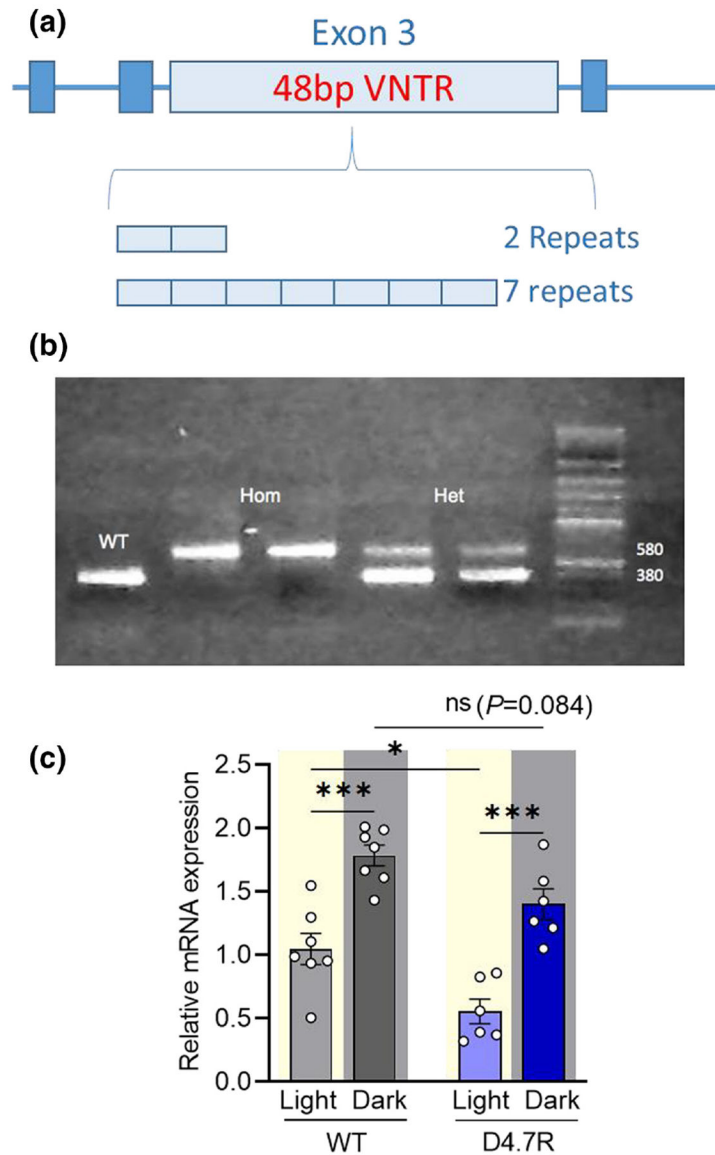 (a)
Exon 3
48bp VNTR
2 Repeats
7 repeats
(b)
WT
Hom
Het
580
380
(c)
ns (P=0.084)
*
***
***
Relative mRNA expression
2.5
2.0
1.5
1.0
0.5
0.0
Light Dark Light Dark
WT D4.7R